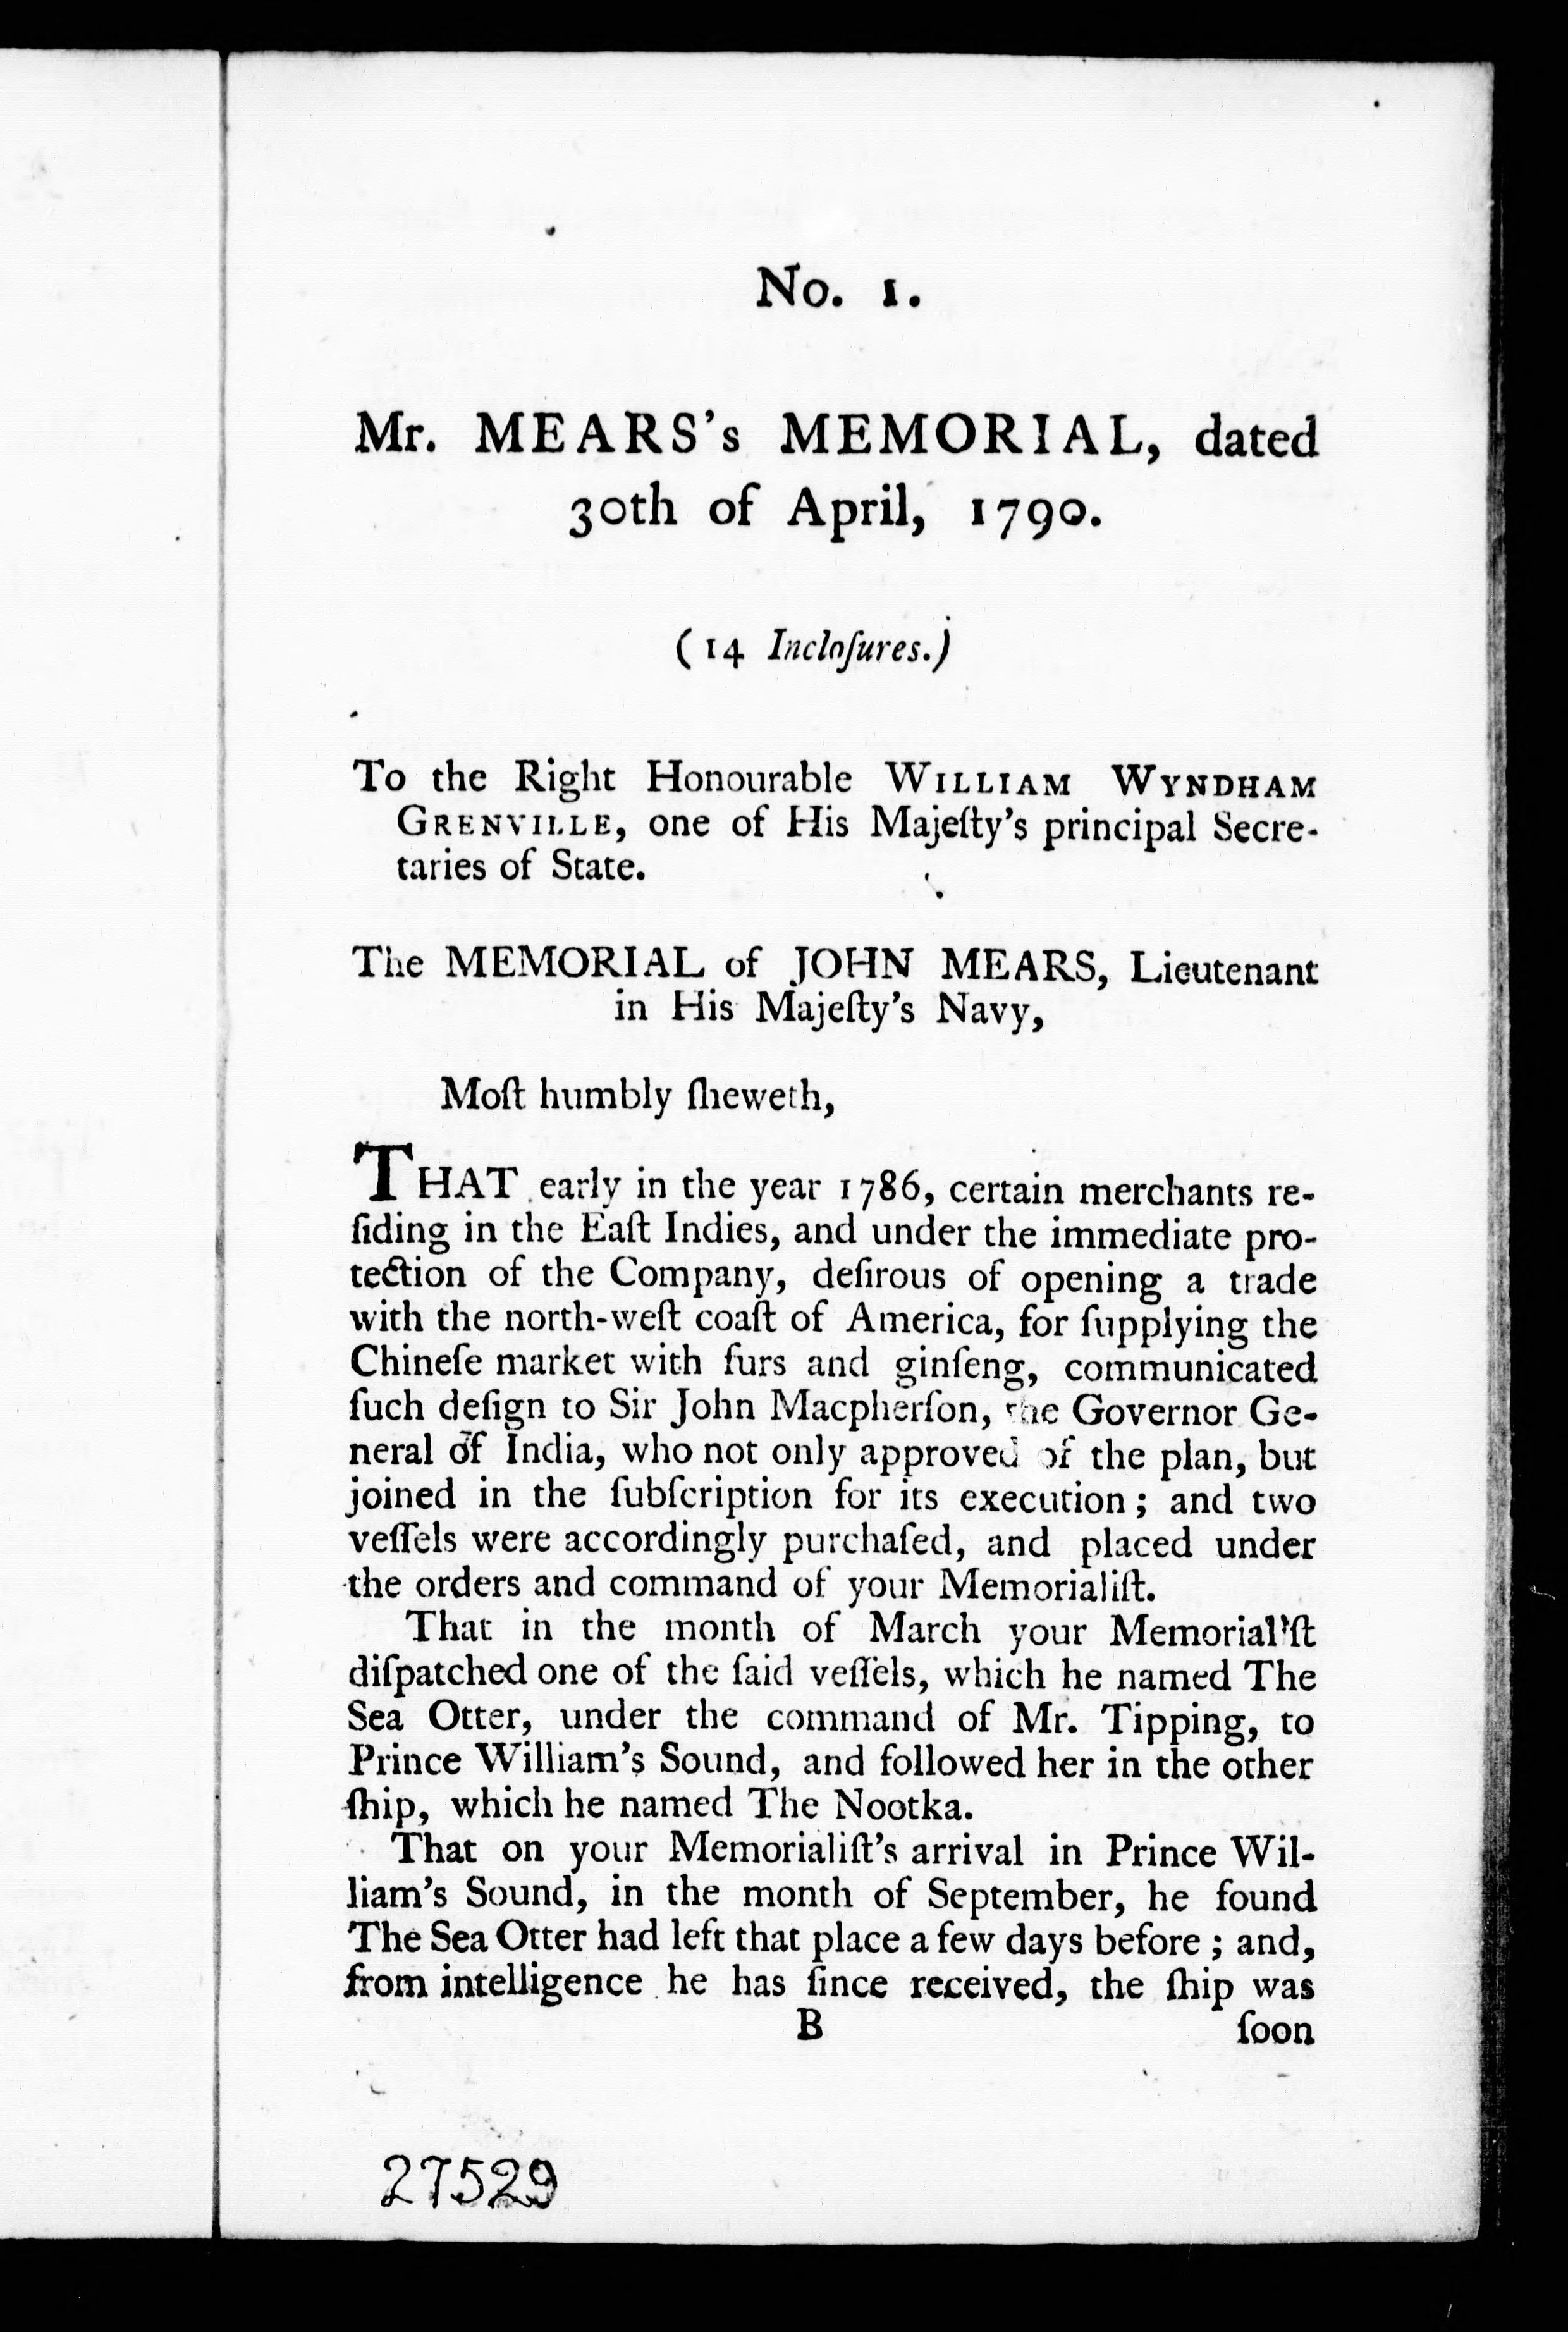 No. 1.
Mr. MEARS's MEMORIAL, dated
30th of April, 1790.
(14 Incloſures.)
To the Right Honourable WILLIAM WYNDHAM
GRENVILLE, one of His Majeſty's principal Secre-
taries of State.
The MEMORIAL of JOHN MEARS, Lieutenant
in His Majeſty's Navy,
Moſt humbly ſheweth,
THAT early in the year 1786, certain merchants re-
ſiding in the Eaſt Indies, and under the immediate pro-
tection of the Company, deſirous of opening a trade
with the north-weſt coaſt of America, for ſupplying the
Chineſe market with furs and ginſeng, communicated
ſuch deſign to Sir John Macpherſon, the Governor Ge-
neral of India, who not only approved of the plan, but
joined in the ſubſcription for its execution; and two
veſſels were accordingly purchaſed, and placed under
the orders and command of your Memorialiſt.
That in the month of March your Memorialiſt
diſpatched one of the ſaid veſſels, which he named The
Sea Otter, under the command of Mr. Tipping, to
Prince William's Sound, and followed her in the other
ſhip, which he named The Nootka.
That on your Memorialiſt's arrival in Prince Wil-
liam's Sound, in the month of September, he found
The Sea Otter had left that place a few days before; and,
from intelligence he has ſince received, the ſhip was
B
ſoon
27529